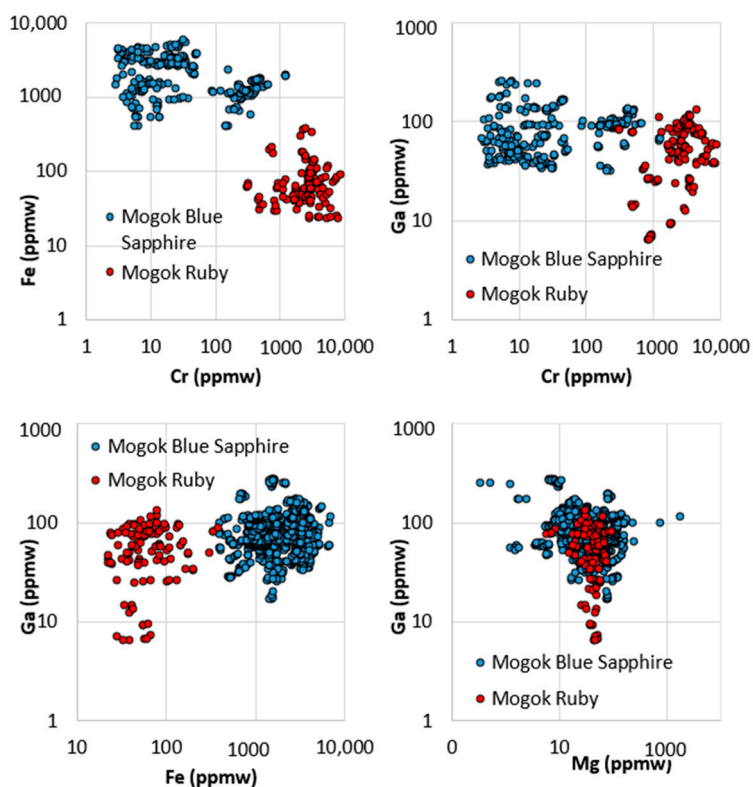 10,000
1000
100
10
1
Fe (ppmw)
Mogok Blue
Sapphire
Mogok Ruby
1 10 100 1000 10,000
Cr (ppmw)
1000
100
10
1
Ga (ppmw)
Mogok Blue Sapphire
Mogok Ruby
1 10 100 1000 10,000
Cr (ppmw)
1000
100
10
1
Ga (ppmw)
Mogok Blue Sapphire
Mogok Ruby
10 100 1000 10,000
Fe (ppmw)
1000
100
10
1
Ga (ppmw)
Mogok Blue Sapphire
Mogok Ruby
0 10 1000
Mg (ppmw)